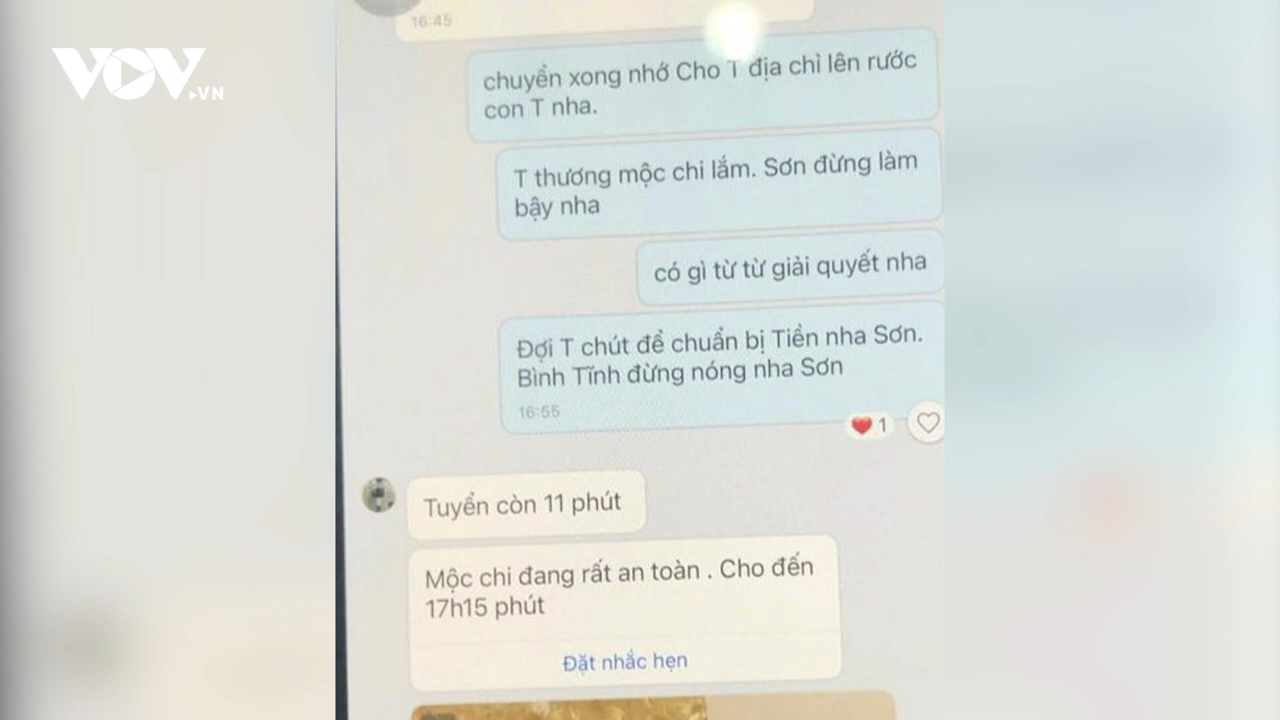 VOV.VN
16:45
chuyển xong nhớ Cho T địa chỉ lên rước
con T nha.
T thương mộc chi lắm. Sơn đừng làm
bậy nha
có gì từ từ giải quyết nha
Đợi T chút để chuẩn bị Tiền nha Sơn.
Bình Tĩnh đừng nóng nha Sơn
16:55
1
Tuyển còn 11 phút
Mộc chi đang rất an toàn . Cho đến
17h15 phút
Đặt nhắc hẹn